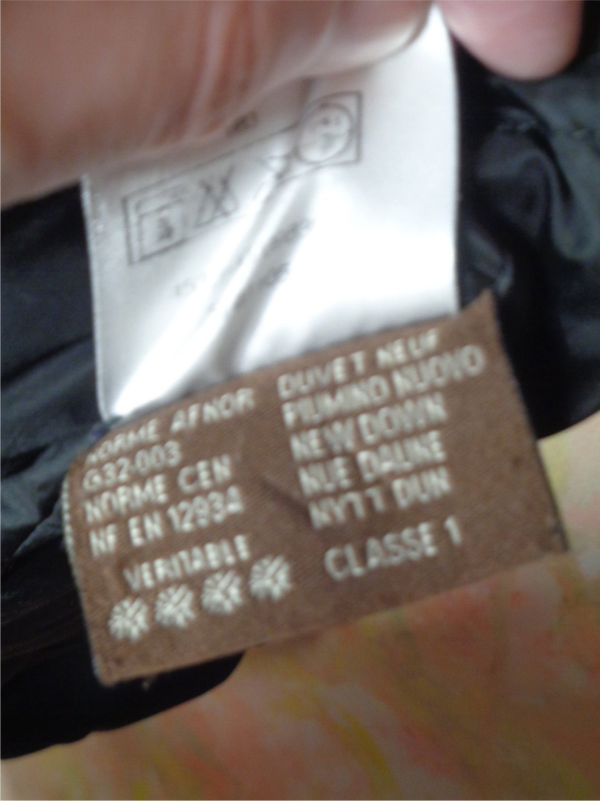 NORME AFNOR
G32-003
NORME CEN
NF EN 12934
VERITABLE
DUVET NEUF
PIUMINO NUOVO
NEW DOWN
NUE DAUNE
NYTT DUN
CLASSE 1